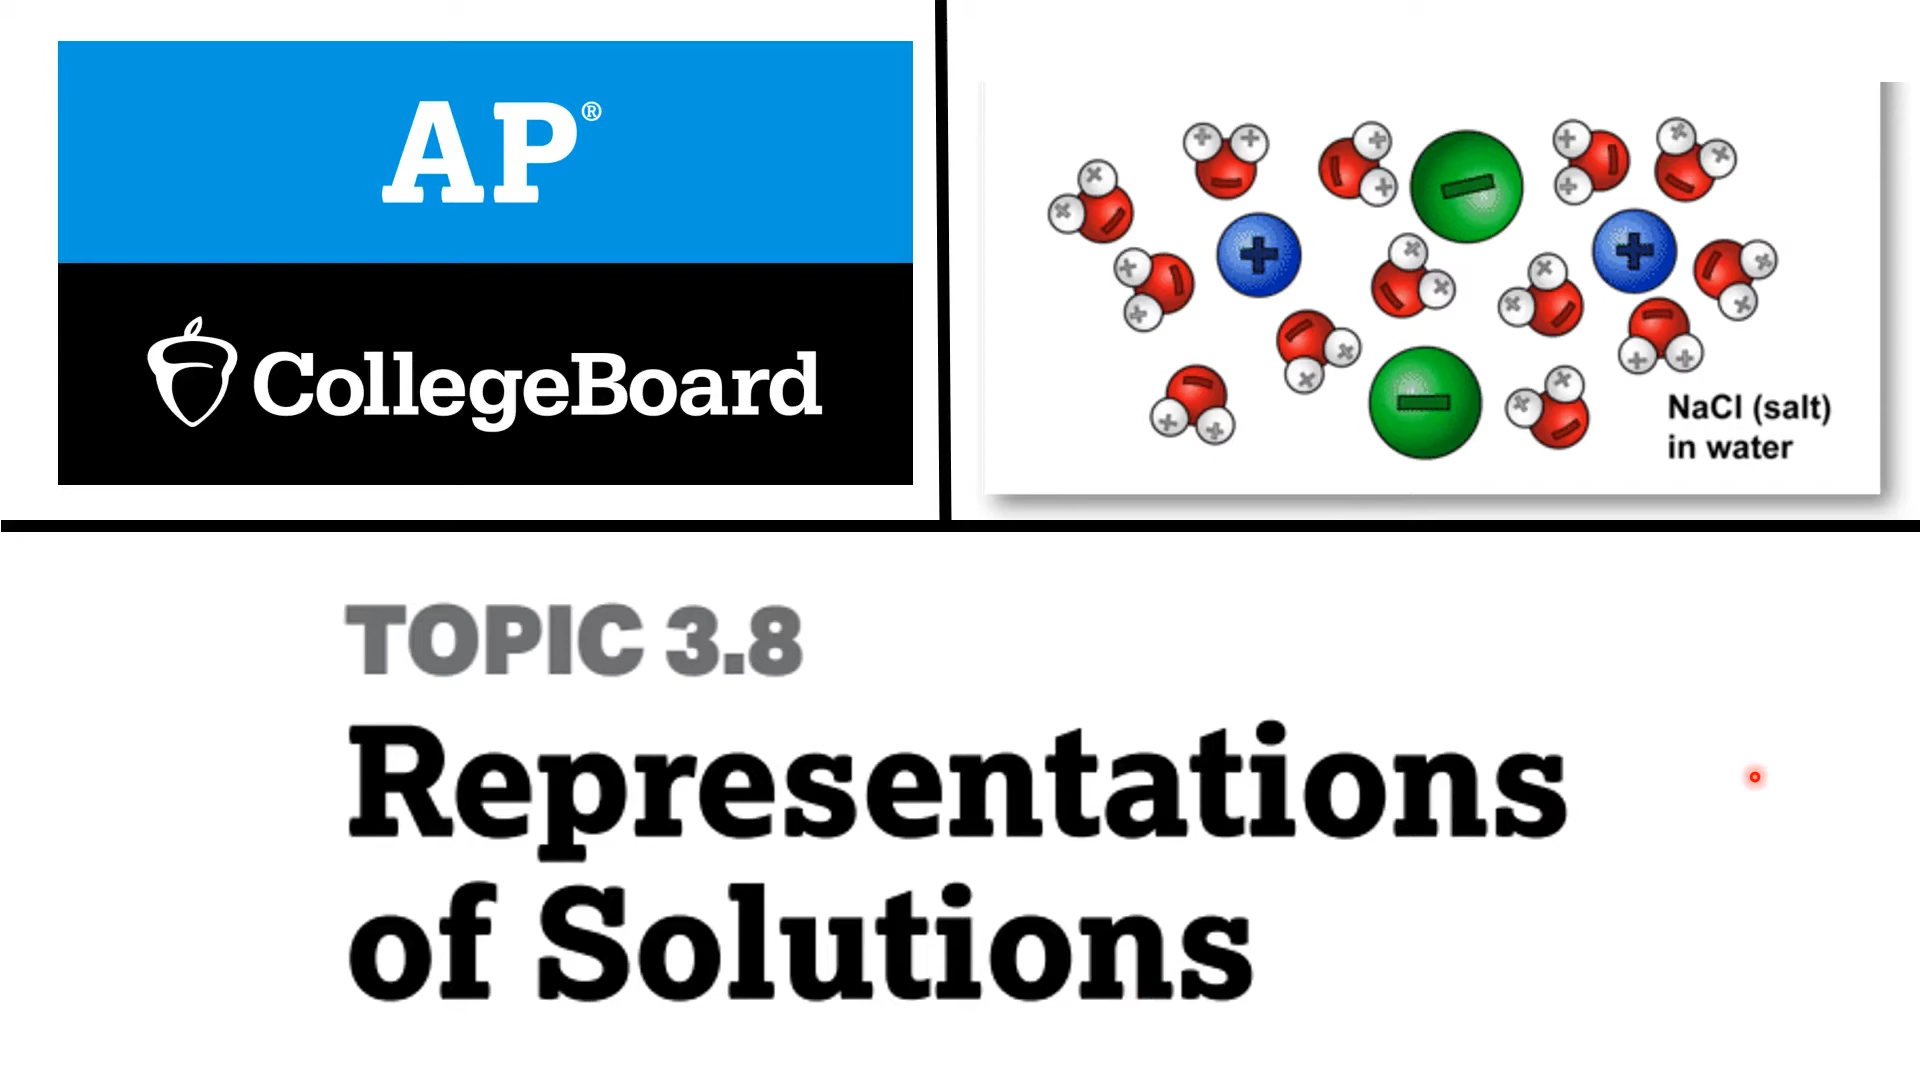 AP®
CollegeBoard
NaCl (salt)
in water
TOPIC 3.8
Representations
of Solutions